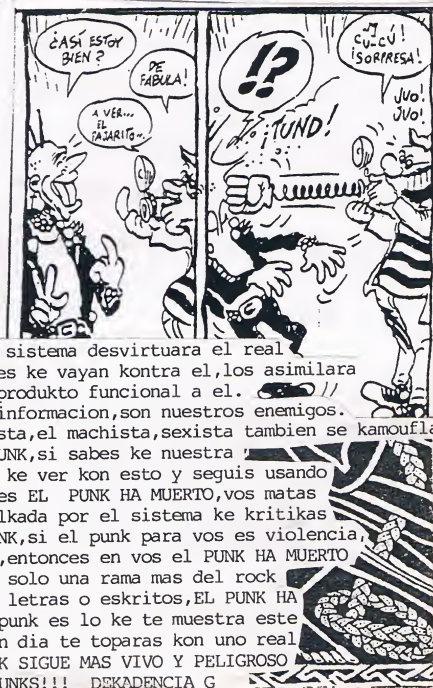 ¿ASÍ ESTOY
BIEN?
DE
FÁBULA!
A VER...
EL
PAJARITO..
!?
¡TUND!
CU-CÚ!
¡SORPRESA!
JUO!
JUO!
sistema desvirtuara el real
es ke vayan kontra el,los asimilara
produkto funcional a el.
informacion,son nuestros enemigos.
sta,el machista,sexista tambien se kamoufla
UNK,si sabes ke nuestra
ke ver kon esto y seguis usando
es EL PUNK HA MUERTO,vos matas
lkada por el sistema ke kritikas
NK,si el punk para vos es violencia,
,entonces en vos el PUNK HA MUERTO
solo una rama mas del rock
letras o eskritos,EL PUNK HA
punk es lo ke te muestra este
n dia te toparas kon uno real
K SIGUE MAS VIVO Y PELIGROSO
UNKS!!! DEKADENCIA G